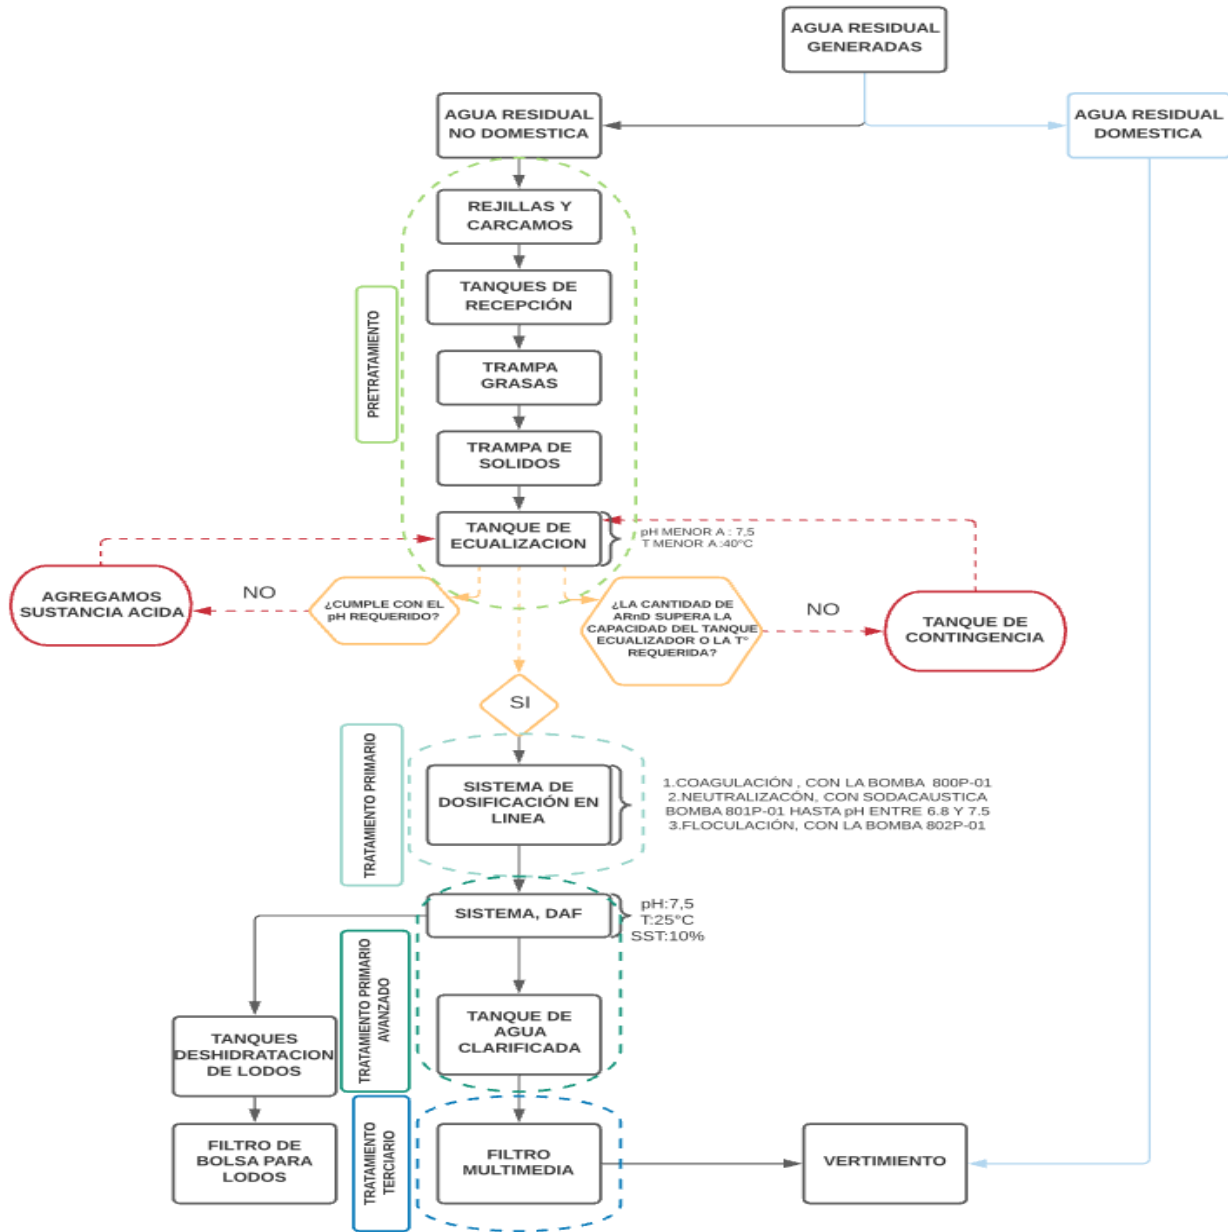 AGUA RESIDUAL
GENERADAS
AGUA RESIDUAL
NO DOMESTICA
AGUA RESIDUAL
DOMESTICA
REJILLAS Y
CARCAMOS
TANQUES DE
RECEPCIÓN
PRETRATAMIENTO
TRAMPA
GRASAS
TRAMPA DE
SOLIDOS
TANQUE DE
ECUALIZACION
pH MENOR A : 7,5
T MENOR A :40°C
AGREGAMOS
SUSTANCIA ACIDA
NO
¿CUMPLE CON EL
pH REQUERIDO?
¿LA CANTIDAD DE
ARnD SUPERA LA
CAPACIDAD DEL TANQUE
ECUALIZADOR O LA T°
REQUERIDA?
NO
TANQUE DE
CONTINGENCIA
SI
TRATAMIENTO PRIMARIO
SISTEMA DE
DOSIFICACIÓN EN
LINEA
1.COAGULACIÓN , CON LA BOMBA 800P-01
2.NEUTRALIZACÓN, CON SODACAUSTICA
BOMBA 801P-01 HASTA pH ENTRE 6.8 Y 7.5
3.FLOCULACIÓN, CON LA BOMBA 802P-01
SISTEMA, DAF
pH:7,5
T:25°C
SST:10%
TRATAMIENTO PRIMARIO
AVANZADO
TANQUES
DESHIDRATACION
DE LODOS
TANQUE DE
AGUA
CLARIFICADA
FILTRO DE
BOLSA PARA
LODOS
TRATAMIENTO
TERCIARIO
FILTRO
MULTIMEDIA
VERTIMIENTO